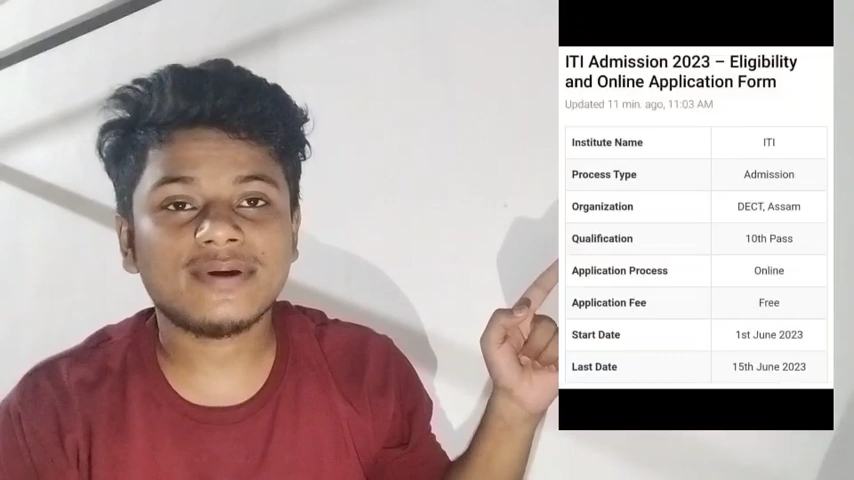 ITI Admission 2023 – Eligibility
and Online Application Form
Updated 11 min. ago, 11:03 AM
Institute Name ITI
Process Type Admission
Organization DECT, Assam
Qualification 10th Pass
Application Process Online
Application Fee Free
Start Date 1st June 2023
Last Date 15th June 2023